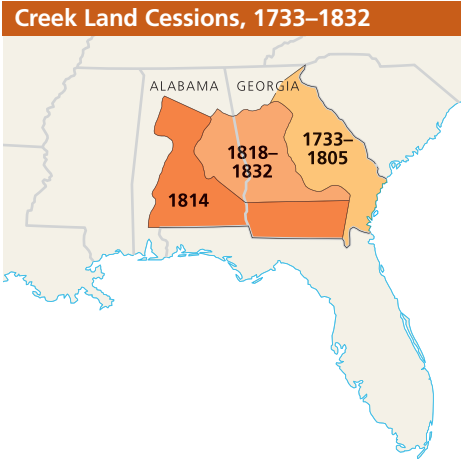 Creek Land Cessions, 1733–1832
ALABAMA
GEORGIA
1733–
1805
1818–
1832
1814